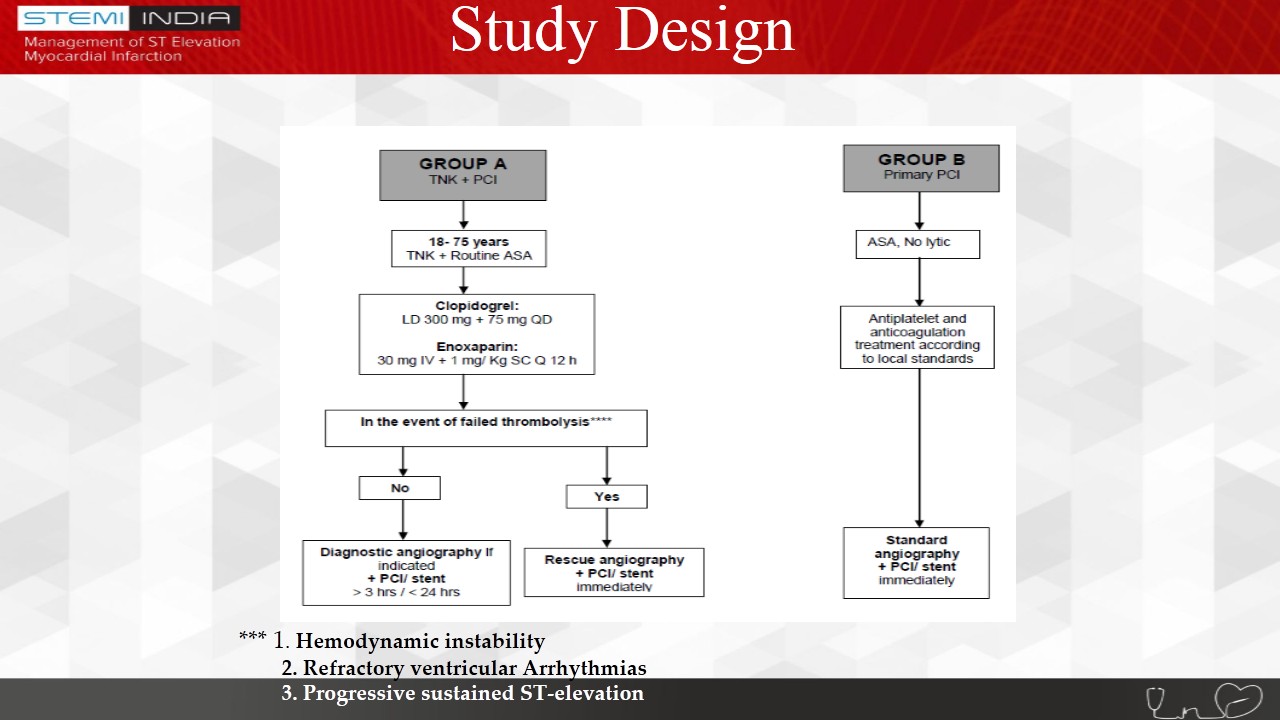 STEMI INDIA
Management of ST Elevation
Myocardial Infarction
Study Design
GROUP A
TNK + PCI
18- 75 years
TNK + Routine ASA
Clopidogrel:
LD 300 mg + 75 mg QD
Enoxaparin:
30 mg IV + 1 mg/ Kg SC Q 12 h
In the event of failed thrombolysis****
No
Yes
Diagnostic angiography If
indicated
+ PCI/ stent
> 3 hrs / < 24 hrs
Rescue angiography
+ PCI/ stent
immediately
GROUP B
Primary PCI
ASA, No lytic
Antiplatelet and
anticoagulation
treatment according
to local standards
Standard
angiography
+ PCI/ stent
immediately
*** 1. Hemodynamic instability
2. Refractory ventricular Arrhythmias
3. Progressive sustained ST-elevation